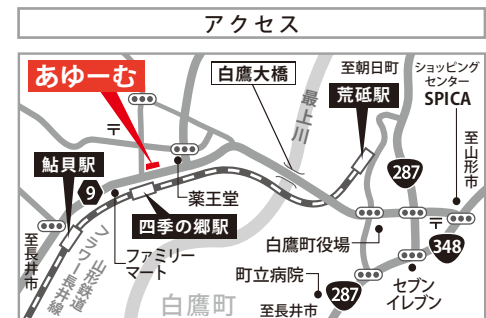 アクセス
あゆーむ
白鷹大橋
至朝日町
ショッピング
センター
SPICA
荒砥駅
最上川
〒
至山形市
鮎貝駅
287
9
薬王堂
四季の郷駅
〒
至長井市
ファミリー
マート
白鷹町役場
348
山形鉄道
フラワー長井線
町立病院
セブン
イレブン
白鷹町
287
至長井市